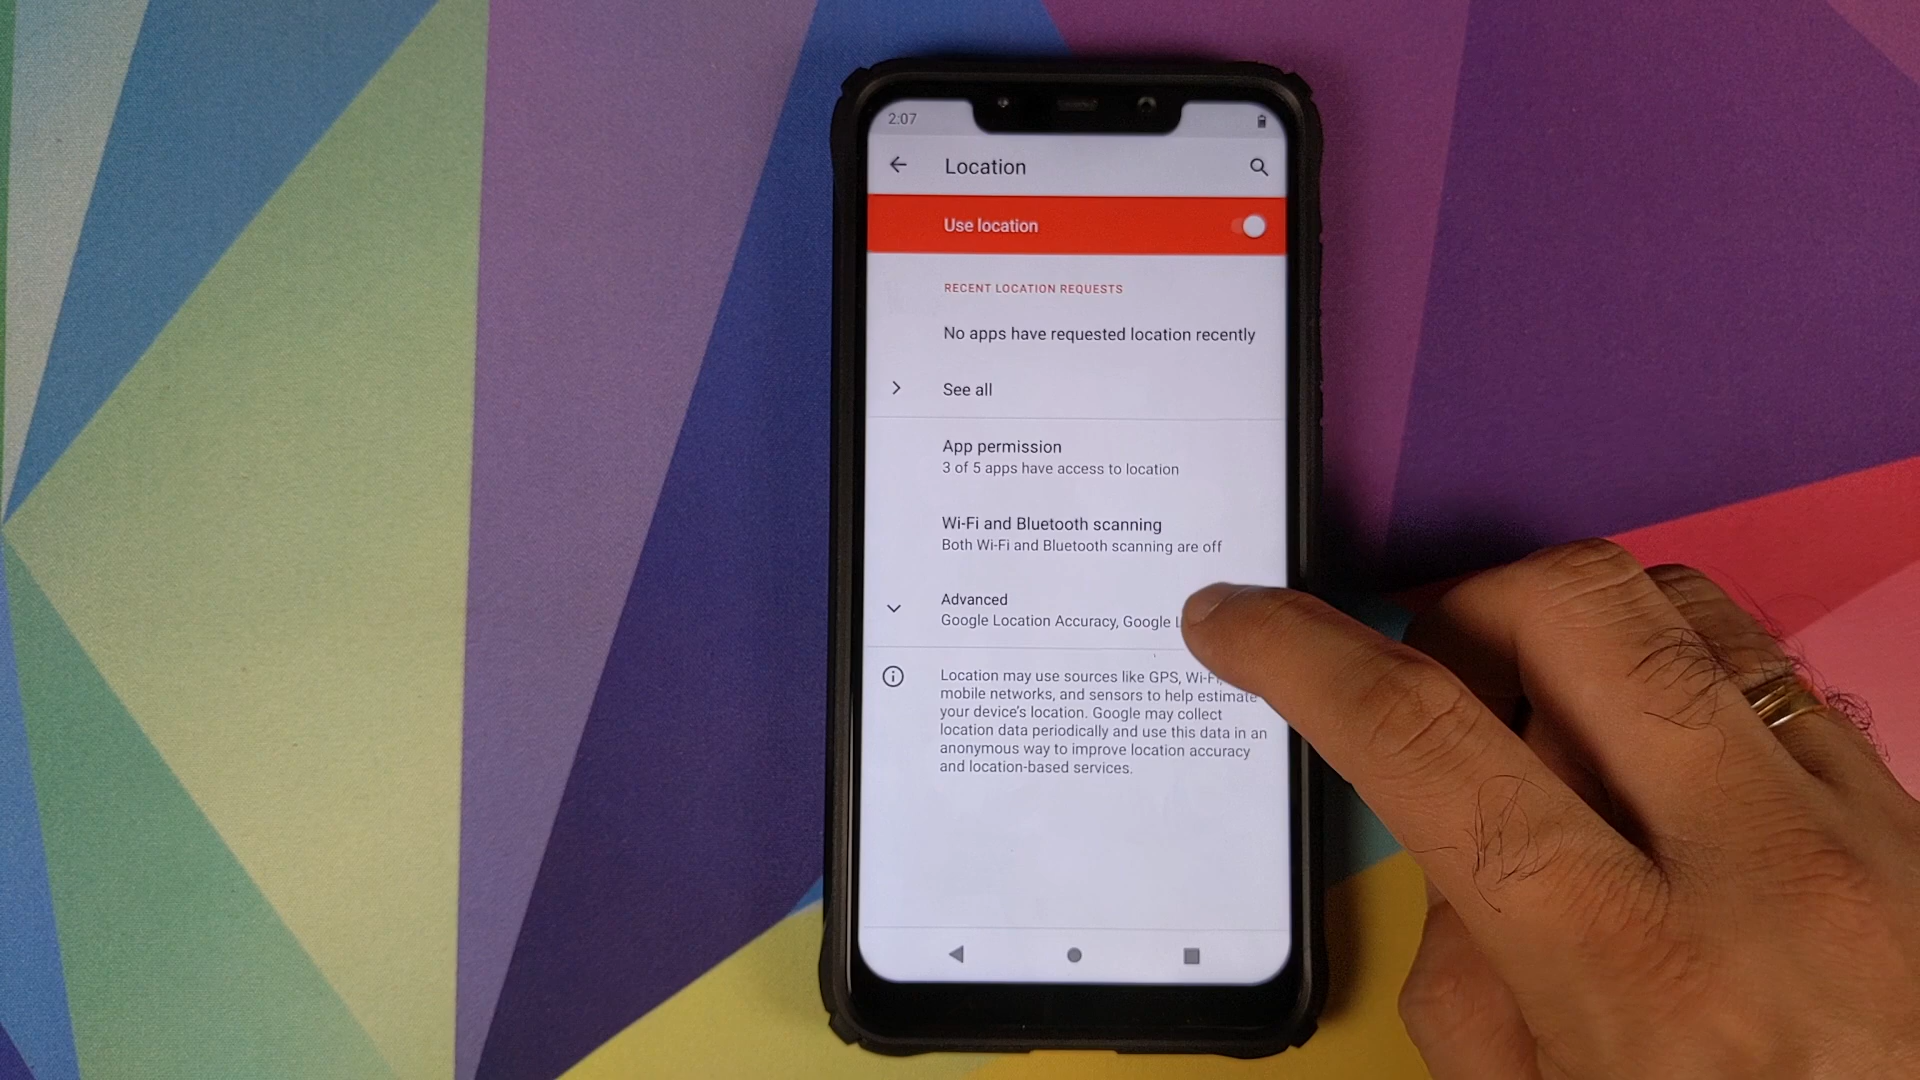 2:07
Location
Use location
RECENT LOCATION REQUESTS
No apps have requested location recently
See all
App permission
3 of 5 apps have access to location
Wi-Fi and Bluetooth scanning
Both Wi-Fi and Bluetooth scanning are off
Advanced
Google Location Accuracy, Google
Location may use sources like GPS, Wi-Fi,
mobile networks, and sensors to help estimate
your device's location. Google may collect
location data periodically and use this data in an
anonymous way to improve location accuracy
and location-based services.